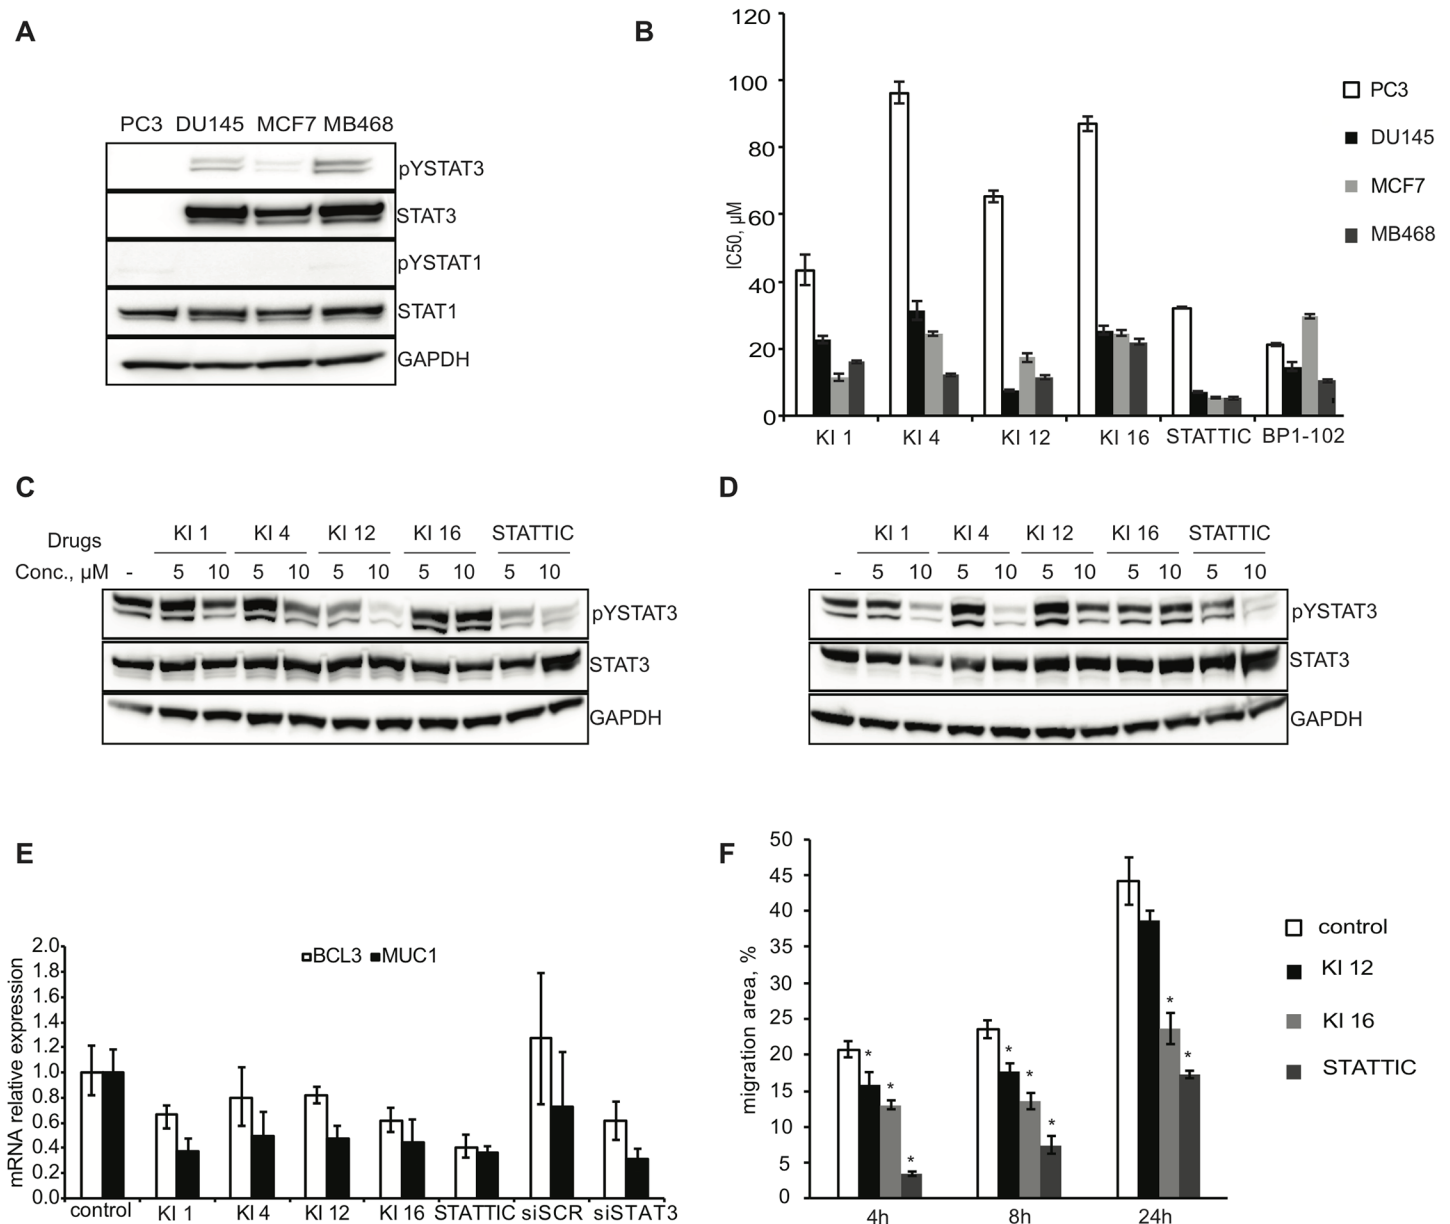 A
PC3 DU145 MCF7 MB468
pYSTAT3
STAT3
pYSTAT1
STAT1
GAPDH
B
120
100
80
60
40
20
0
IC50, µM
KI 1 KI 4 KI 12 KI 16 STATTIC BP1-102
PC3
DU145
MCF7
MB468
C
Drugs KI 1 KI 4 KI 12 KI 16 STATTIC
Conc., µM - 5 10 5 10 5 10 5 10 5 10
pYSTAT3
STAT3
GAPDH
D
KI 1 KI 4 KI 12 KI 16 STATTIC
- 5 10 5 10 5 10 5 10 5 10
pYSTAT3
STAT3
GAPDH
E
mRNA relative expression
2.0
1.8
1.6
1.4
1.2
1.0
0.8
0.6
0.4
0.2
0.0
BCL3 MUC1
control KI 1 KI 4 KI 12 KI 16 STATTIC siSCR siSTAT3
F
migration area, %
50
45
40
35
30
25
20
15
10
5
0
* * *
* * *
* *
4h 8h 24h
control
KI 12
KI 16
STATTIC